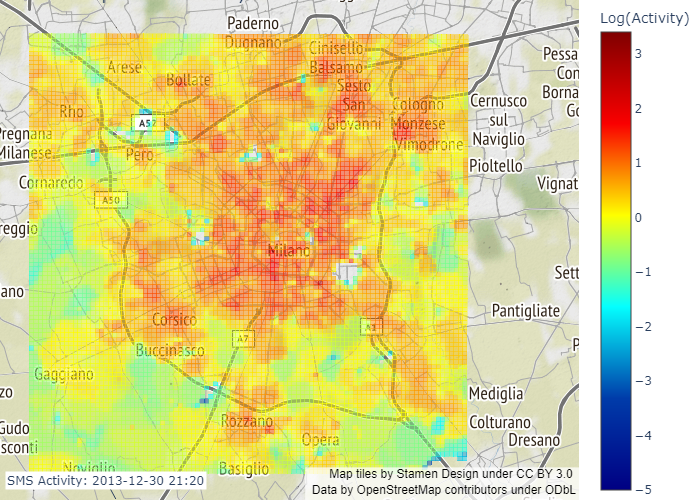 Log(Activity)
Paderno
Dugnano
Cinisello
Balsamo
Arese
Bollate
Sesto
San
Giovanni
Pessa
Con
Borna
Go
Rho
A52
Cologno
Monzese
Vimodrone
Cernusco
sul
Naviglio
Pregnana
Milanese
Pero
Pioltello
Cornaredo
A50
Vignat
reggio
Milano
Sett
ano
Pantigliate
Corsico
A7
Buccinasco
Gaggiano
zo
Mediglia
Gudo
sconti
Rozzano
Opera
Colturano
Dresano
Noviglio
Basiglio
SMS Activity: 2013-12-30 21:20
Map tiles by Stamen Design under CC BY 3.0
Data by OpenStreetMap contributors under ODbL
3
2
1
0
−1
−2
−3
−4
−5